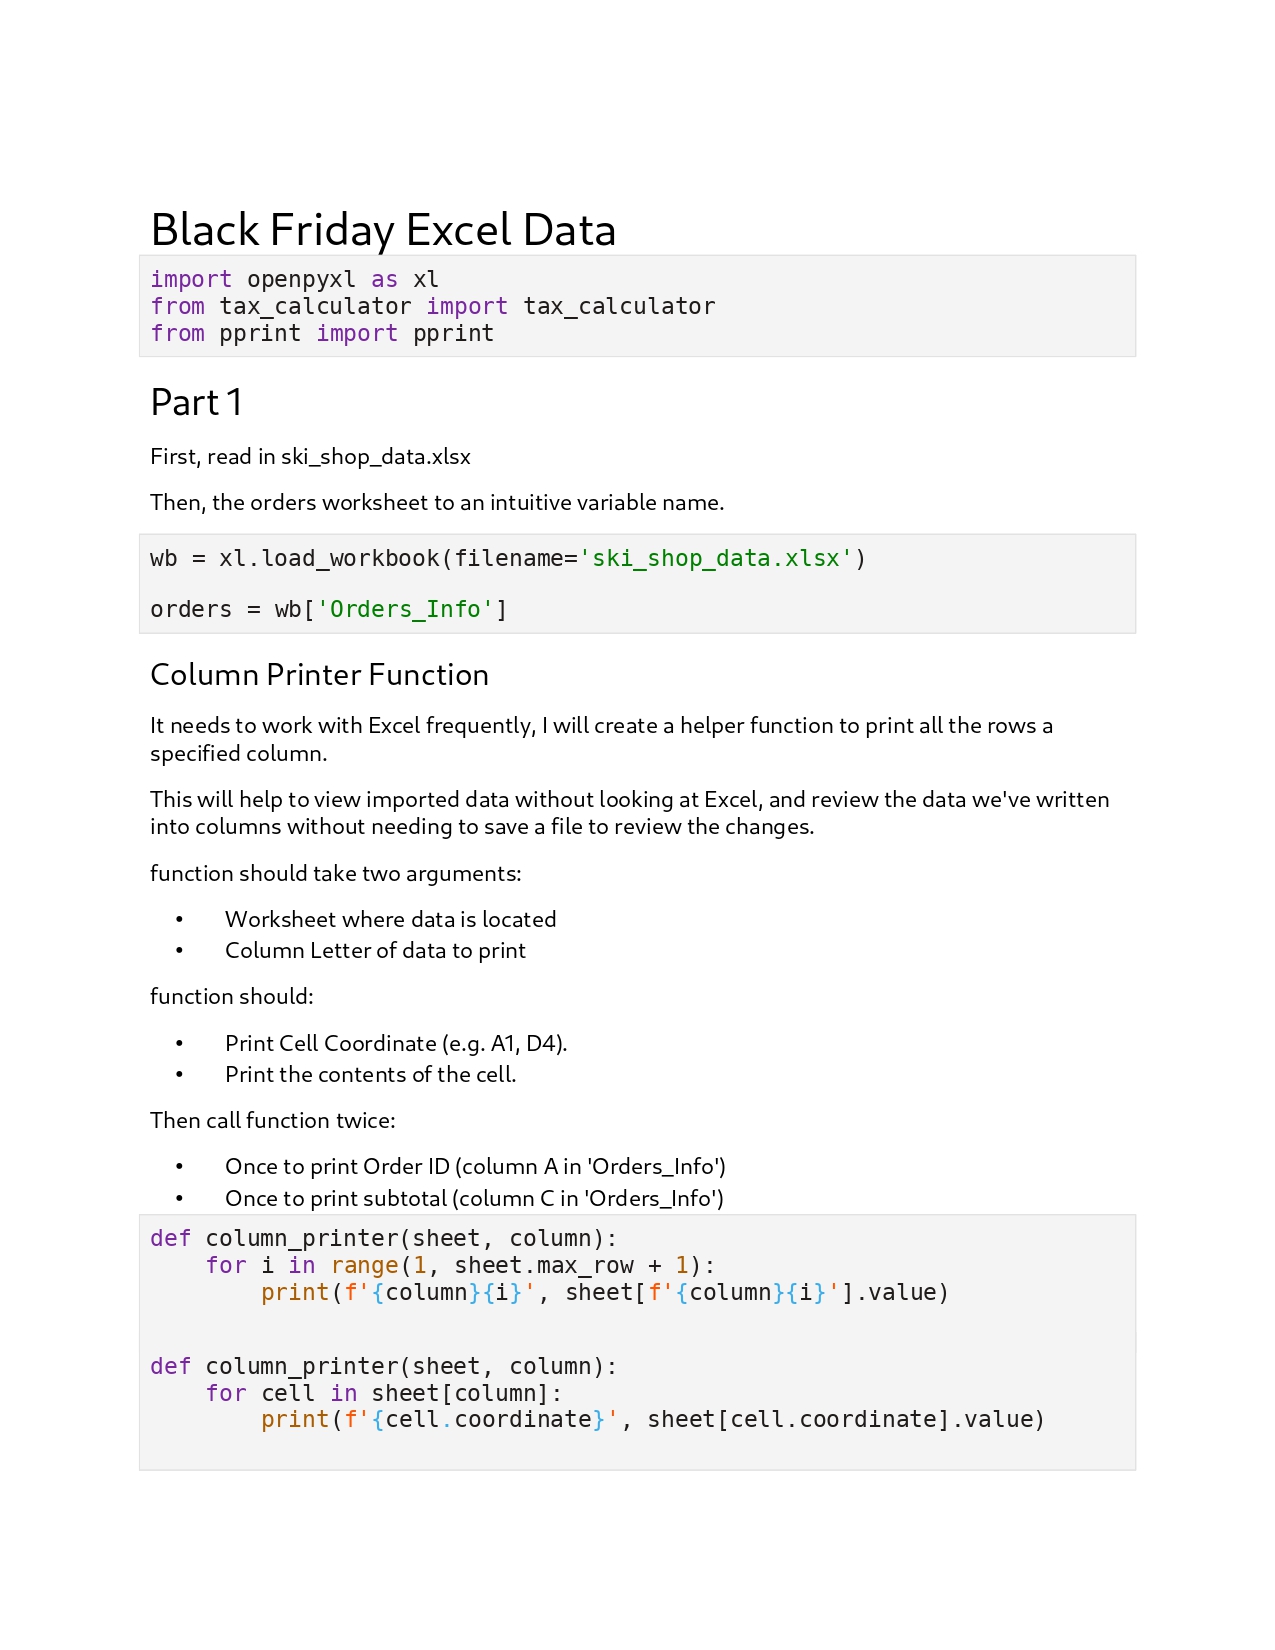 Black Friday Excel Data
import openpyxl as xl
from tax_calculator import tax_calculator
from pprint import pprint
Part 1
First, read in ski_shop_data.xlsx
Then, the orders worksheet to an intuitive variable name.
wb = xl.load_workbook(filename='ski_shop_data.xlsx')
orders = wb['Orders_Info']
Column Printer Function
It needs to work with Excel frequently, I will create a helper function to print all the rows a
specified column.
This will help to view imported data without looking at Excel, and review the data we've written
into columns without needing to save a file to review the changes.
function should take two arguments:
• Worksheet where data is located
• Column Letter of data to print
function should:
• Print Cell Coordinate (e.g. A1, D4).
• Print the contents of the cell.
Then call function twice:
• Once to print Order ID (column A in 'Orders_Info')
• Once to print subtotal (column C in 'Orders_Info')
def column_printer(sheet, column):
    for i in range(1, sheet.max_row + 1):
        print(f'{column}{i}', sheet[f'{column}{i}'].value)
def column_printer(sheet, column):
    for cell in sheet[column]:
        print(f'{cell.coordinate}', sheet[cell.coordinate].value)